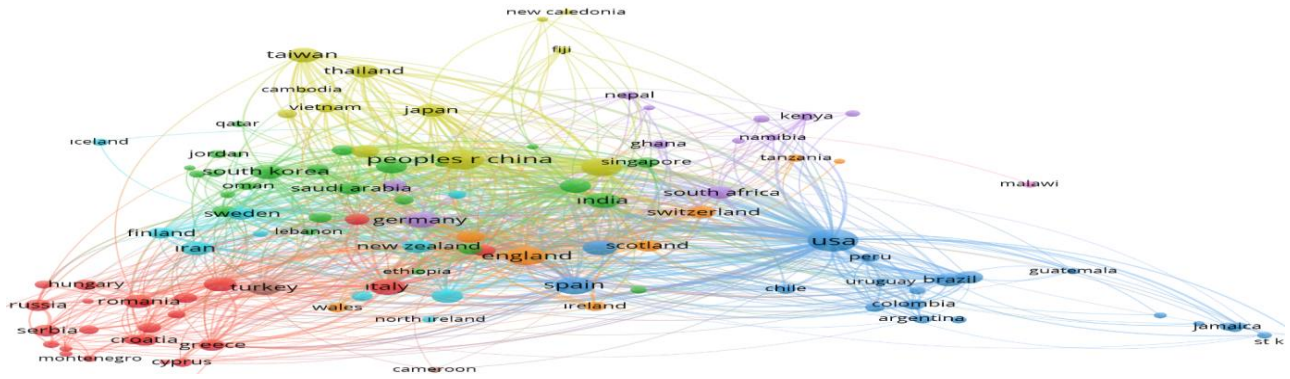 new caledonia
taiwan
fiji
thailand
cambodia
nepal
vietnam
japan
kenya
qatar
namibia
iceland
ghana
jordan
peoples r china
singapore
tanzania
south korea
oman
saudi arabia
south africa
malawi
india
sweden
switzerland
germany
finland
lebanon
usa
iran
new zealand
scotland
england
peru
ethiopia
guatemala
hungary
turkey
italy
spain
chile
uruguay
brazil
russia
romania
wales
ireland
colombia
north ireland
argentina
serbia
jamaica
croatia
greece
st k
montenegro
cyprus
cameroon